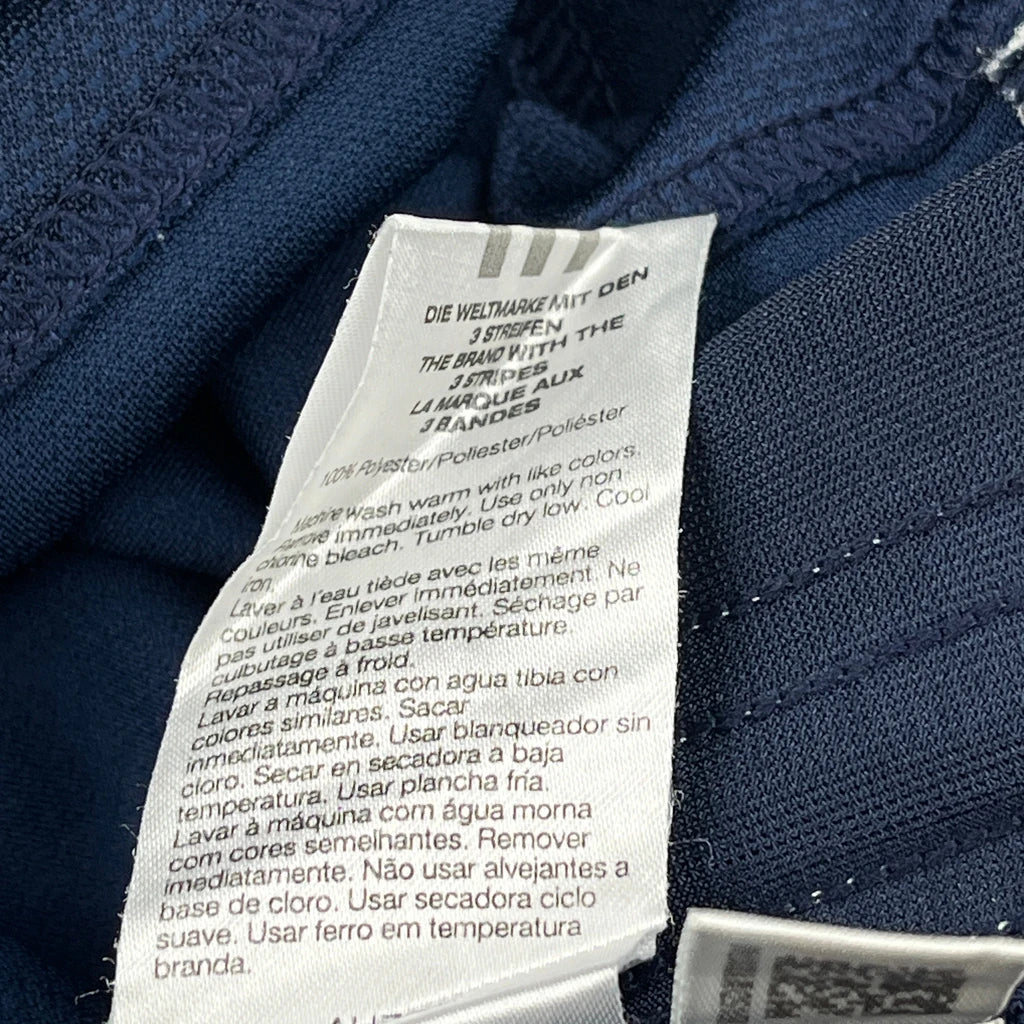 DIE WELTMARKE MIT DEN
3 STREIFEN
THE BRAND WITH THE
3 STRIPES
LA MARQUE AUX
3 BANDES
100% Polyester/Poliester/Poliéster
Machine wash warm with like colors.
Remove immediately. Use only non-
chlorine bleach. Tumble dry low. Cool
iron.
Laver à l'eau tiède avec les même
couleurs. Enlever immédiatement. Ne
pas utiliser de javelisant. Séchage par
culbutage à basse température.
Repassage à froid.
Lavar a máquina con agua tibia con
colores similares. Sacar
inmediatamente. Usar blanqueador sin
cloro. Secar en secadora a baja
temperatura. Usar plancha fría.
Lavar à máquina com água morna
com cores semelhantes. Remover
imediatamente. Não usar alvejantes a
base de cloro. Usar secadora ciclo
suave. Usar ferro em temperatura
branda.